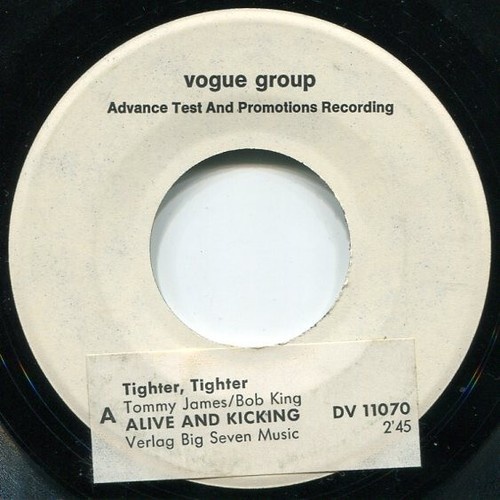 vogue group
Advance Test And Promotions Recording
Tighter, Tighter
Tommy James/Bob King
A ALIVE AND KICKING DV 11070
Verlag Big Seven Music 2'45